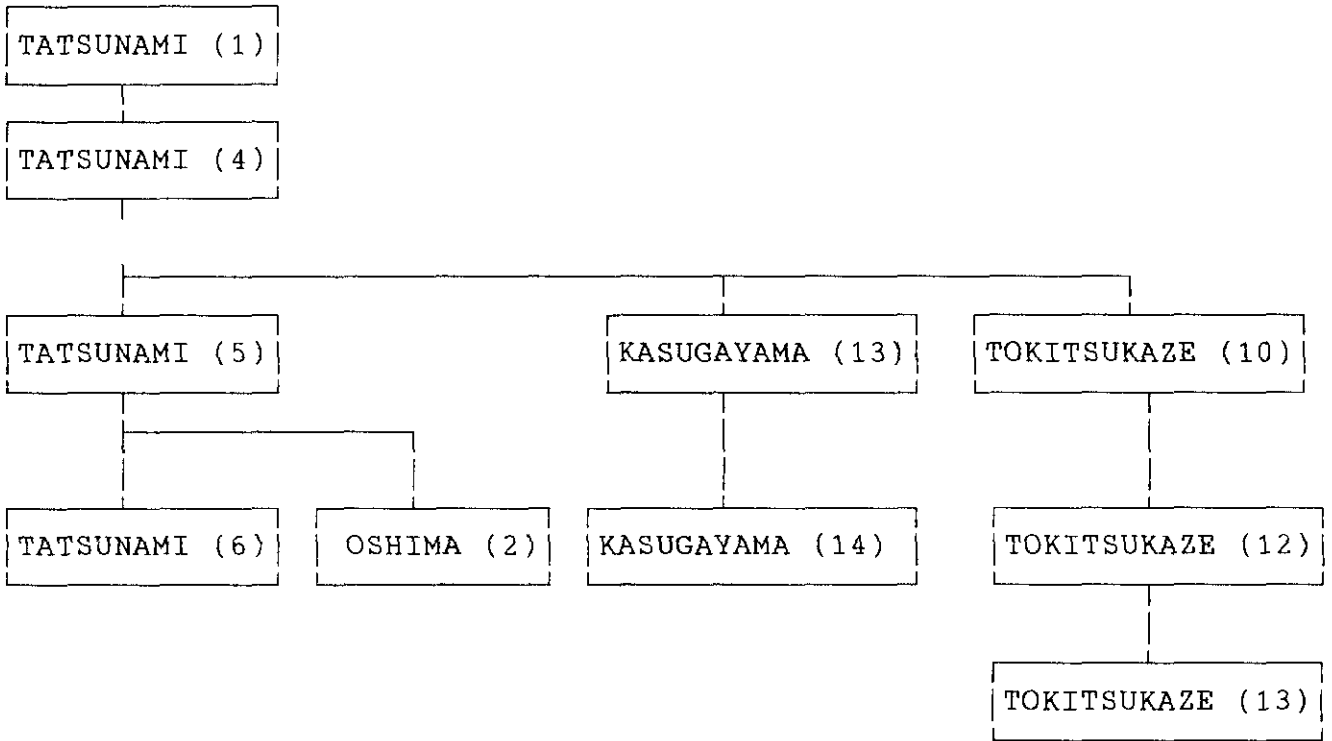 TATSUNAMI (1)
TATSUNAMI (4)
TATSUNAMI (5) KASUGAYAMA (13) TOKITSUKAZE (10)
TATSUNAMI (6) OSHIMA (2) KASUGAYAMA (14) TOKITSUKAZE (12)
TOKITSUKAZE (13)